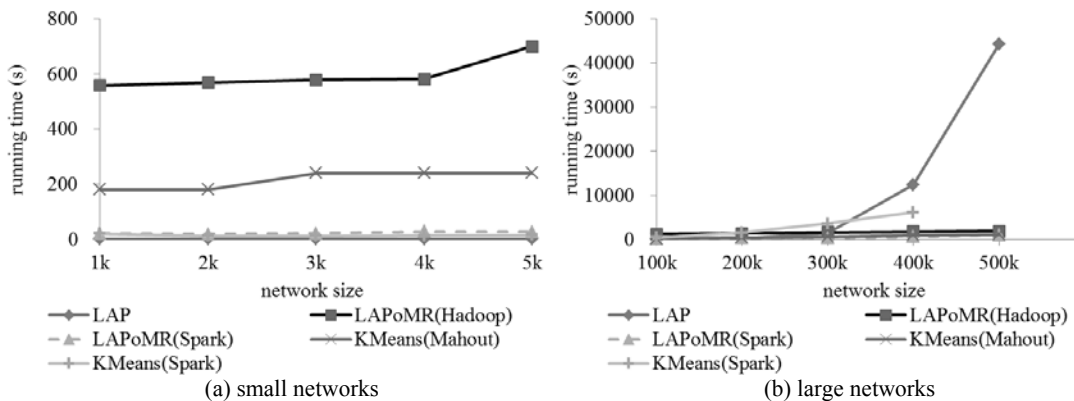 800
600
400
200
0
running time (s)
1k 2k 3k 4k 5k
network size
LAP
LAPoMR(Hadoop)
LAPoMR(Spark)
KMeans(Mahout)
KMeans(Spark)
(a) small networks
50000
40000
30000
20000
10000
0
running time (s)
100k 200k 300k 400k 500k
network size
LAP
LAPoMR(Hadoop)
LAPoMR(Spark)
KMeans(Mahout)
KMeans(Spark)
(b) large networks